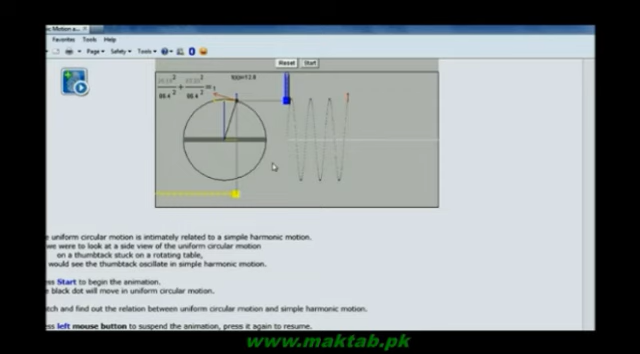 Favorites Tools Help
Page Safety Tools
Reset Start
e uniform circular motion is intimately related to a simple harmonic motion.
we were to look at a side view of the uniform circular motion
on a thumbtack stuck on a rotating table,
would see the thumbtack oscillate in simple harmonic motion.
ess Start to begin the animation.
e black dot will move in uniform circular motion.
tch and find out the relation between uniform circular motion and simple harmonic motion.
ess left mouse button to suspend the animation, press it again to resume.
www.maktab.pk